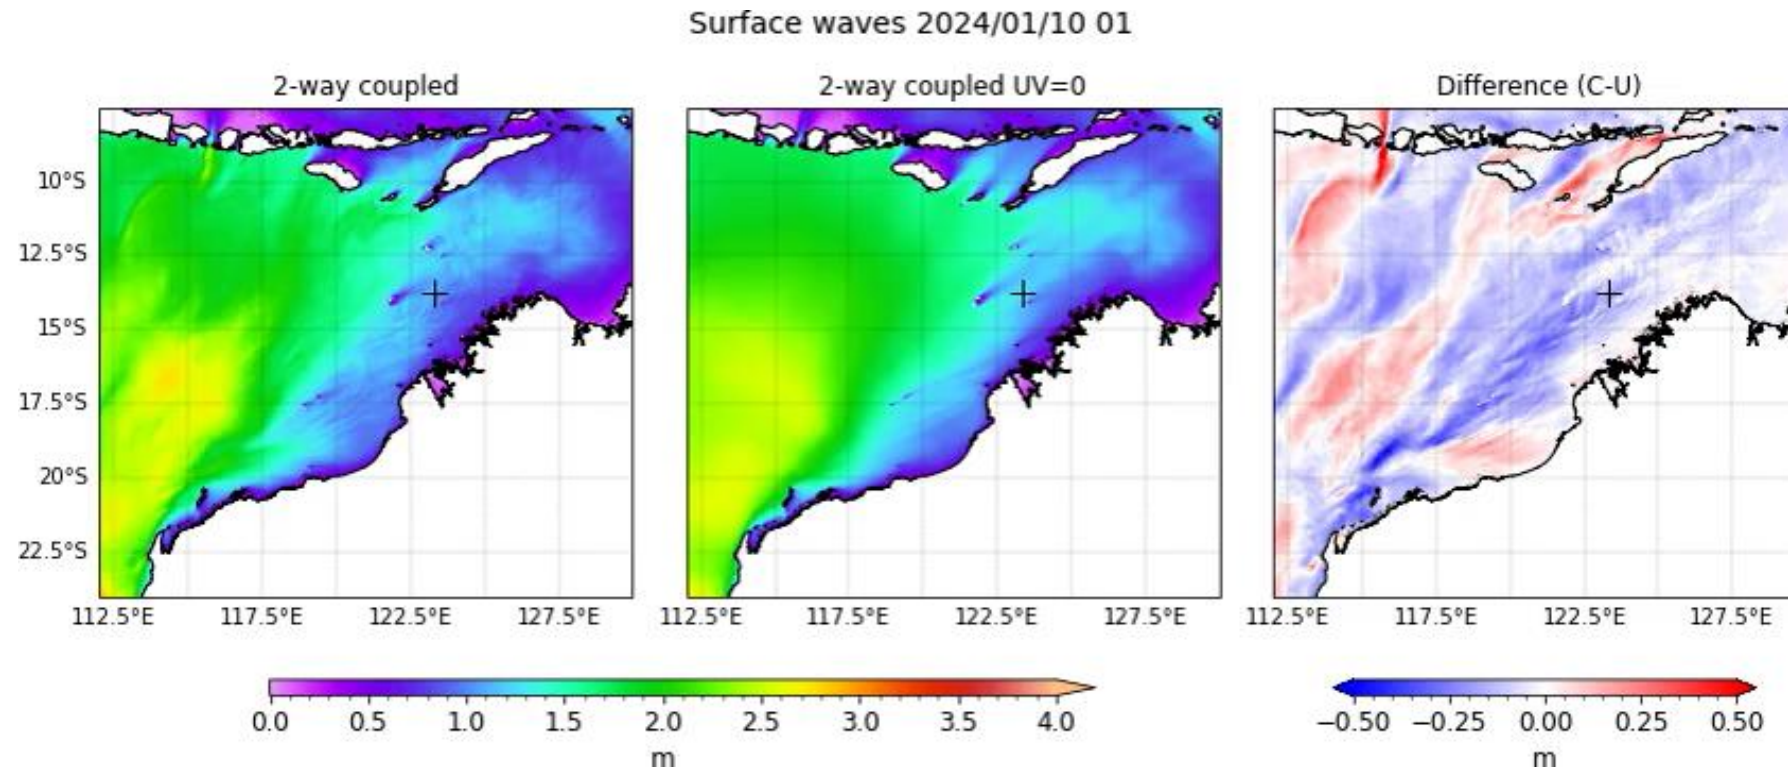 Surface waves 2024/01/10 01
2-way coupled
2-way coupled UV=0
Difference (C-U)
10°S
12.5°S
15°S
17.5°S
20°S
22.5°S
112.5°E 117.5°E 122.5°E 127.5°E
112.5°E 117.5°E 122.5°E 127.5°E
112.5°E 117.5°E 122.5°E 127.5°E
0.0 0.5 1.0 1.5 2.0 2.5 3.0 3.5 4.0
m
−0.50 −0.25 0.00 0.25 0.50
m